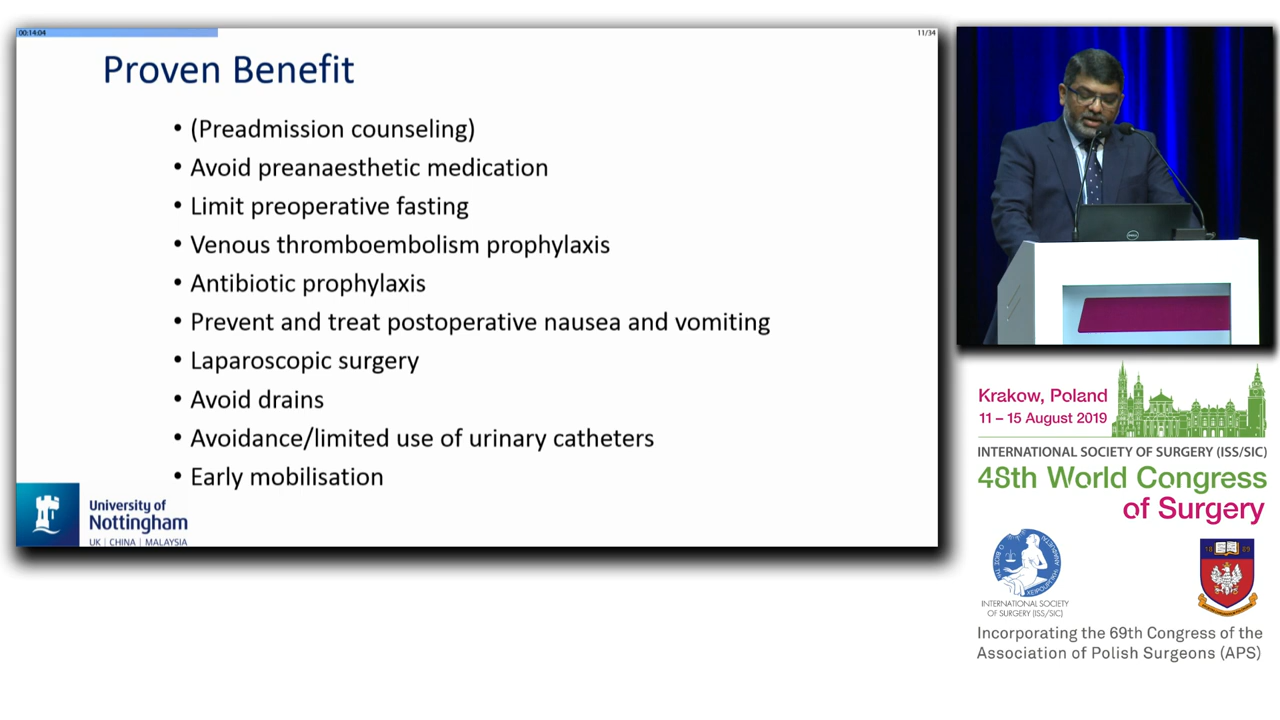 00:14:04
11/34
Proven Benefit
• (Preadmission counseling)
• Avoid preanaesthetic medication
• Limit preoperative fasting
• Venous thromboembolism prophylaxis
• Antibiotic prophylaxis
• Prevent and treat postoperative nausea and vomiting
• Laparoscopic surgery
• Avoid drains
• Avoidance/limited use of urinary catheters
• Early mobilisation
University of
Nottingham
UK | CHINA | MALAYSIA
DELL
Krakow, Poland
11 – 15 August 2019
INTERNATIONAL SOCIETY OF SURGERY (ISS/SIC)
48th World Congress
of Surgery
INTERNATIONAL SOCIETY
OF SURGERY (ISS/SIC)
Incorporating the 69th Congress of the
Association of Polish Surgeons (APS)